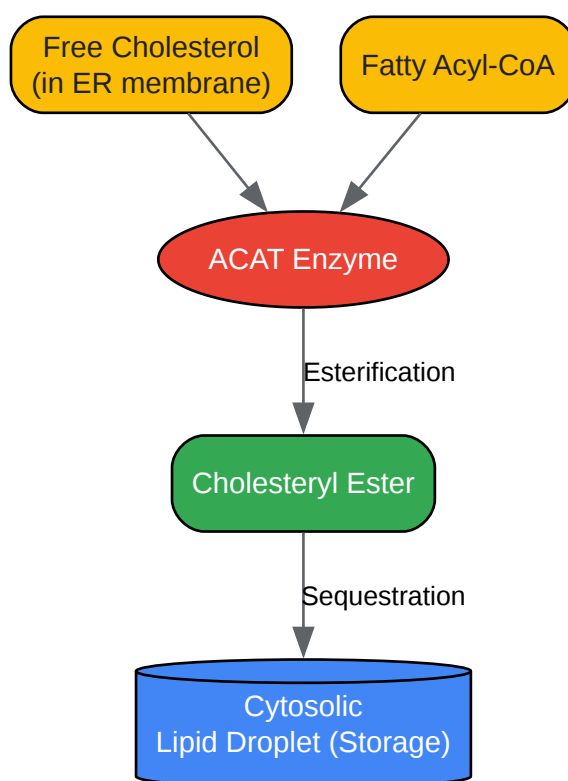 Free Cholesterol
(in ER membrane)
Fatty Acyl-CoA
ACAT Enzyme
Esterification
Cholesteryl Ester
Sequestration
Cytosolic
Lipid Droplet (Storage)